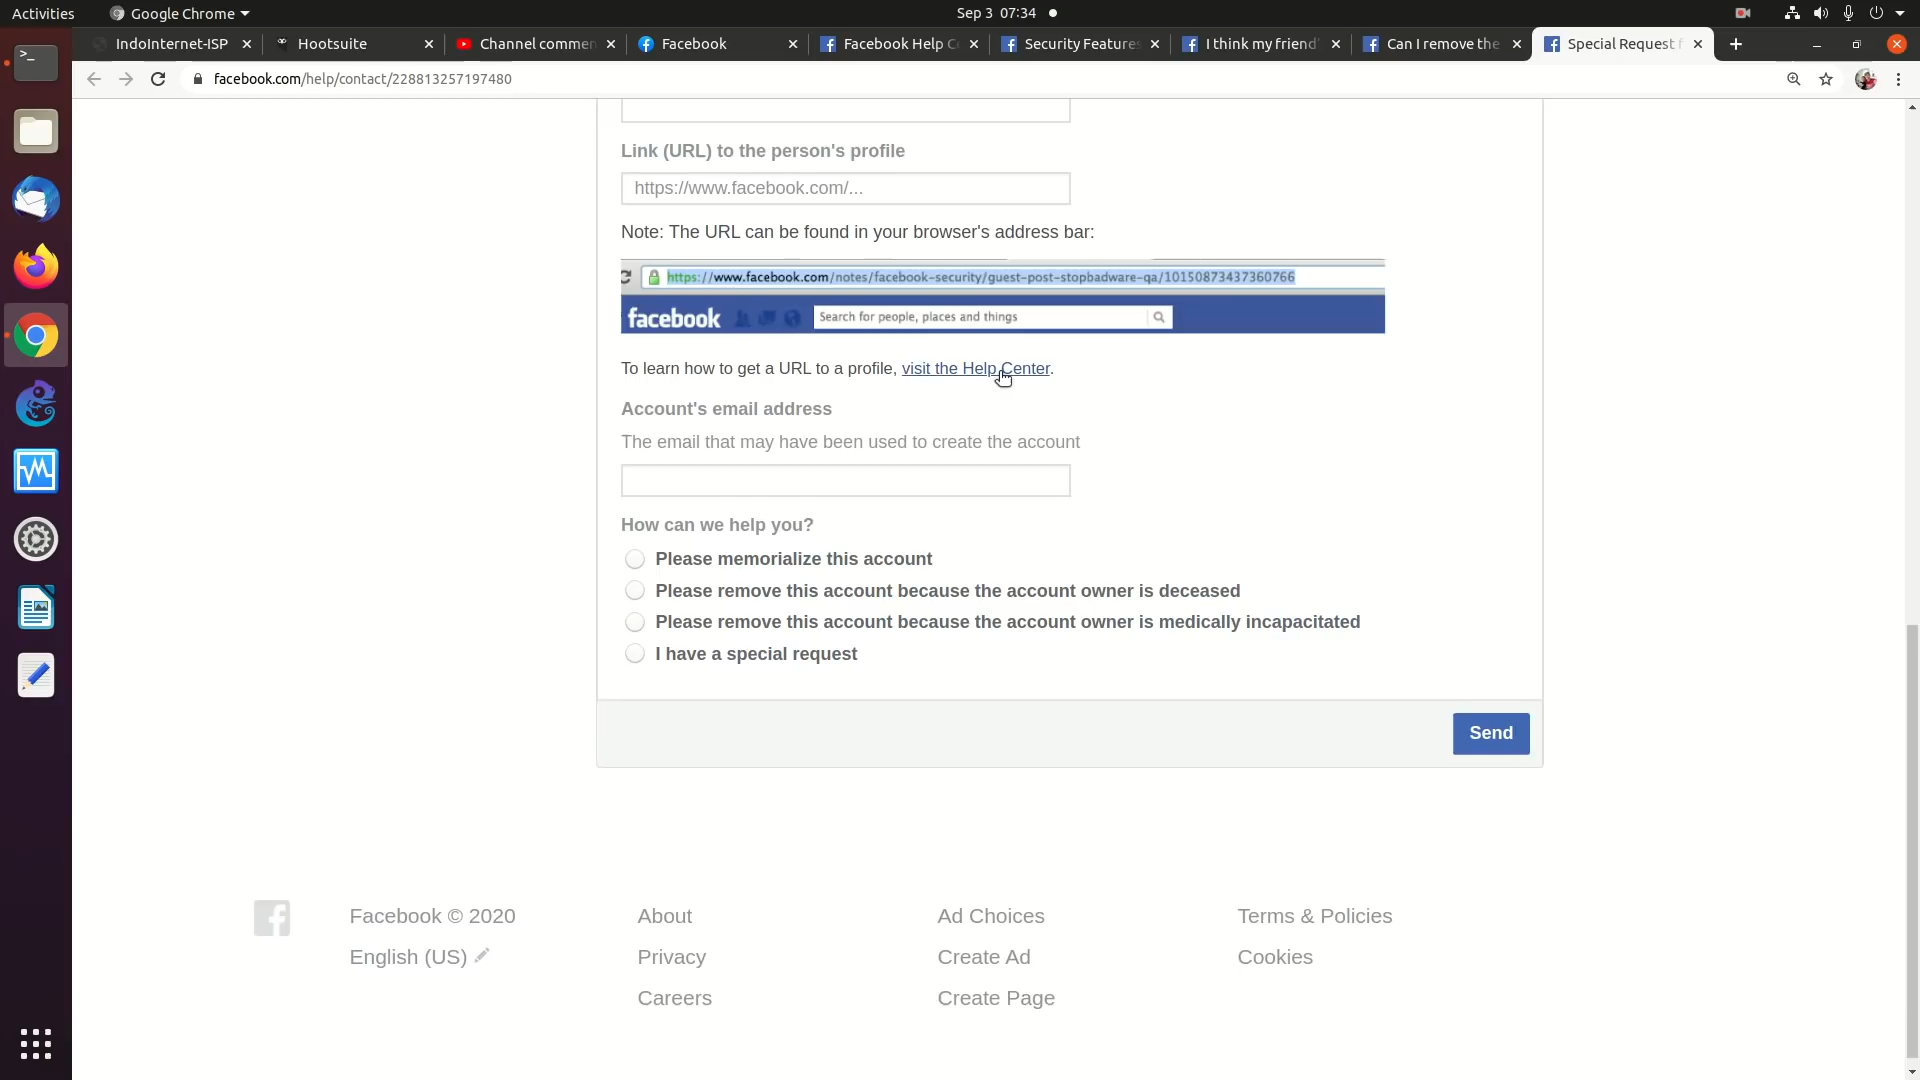 Activities
Google Chrome
Sep 3 07:34
IndoInternet-ISP
Hootsuite
Channel commen
Facebook
Facebook Help C
Security Features
I think my friend'
Can I remove the
Special Request f
facebook.com/help/contact/228813257197480
Link (URL) to the person's profile
https://www.facebook.com/...
Note: The URL can be found in your browser's address bar:
https://www.facebook.com/notes/facebook-security/guest-post-stopbadware-qa/10150873437360766
facebook
Search for people, places and things
To learn how to get a URL to a profile, visit the Help Center.
Account's email address
The email that may have been used to create the account
How can we help you?
Please memorialize this account
Please remove this account because the account owner is deceased
Please remove this account because the account owner is medically incapacitated
I have a special request
Send
Facebook © 2020
About
Ad Choices
Terms & Policies
English (US)
Privacy
Create Ad
Cookies
Careers
Create Page